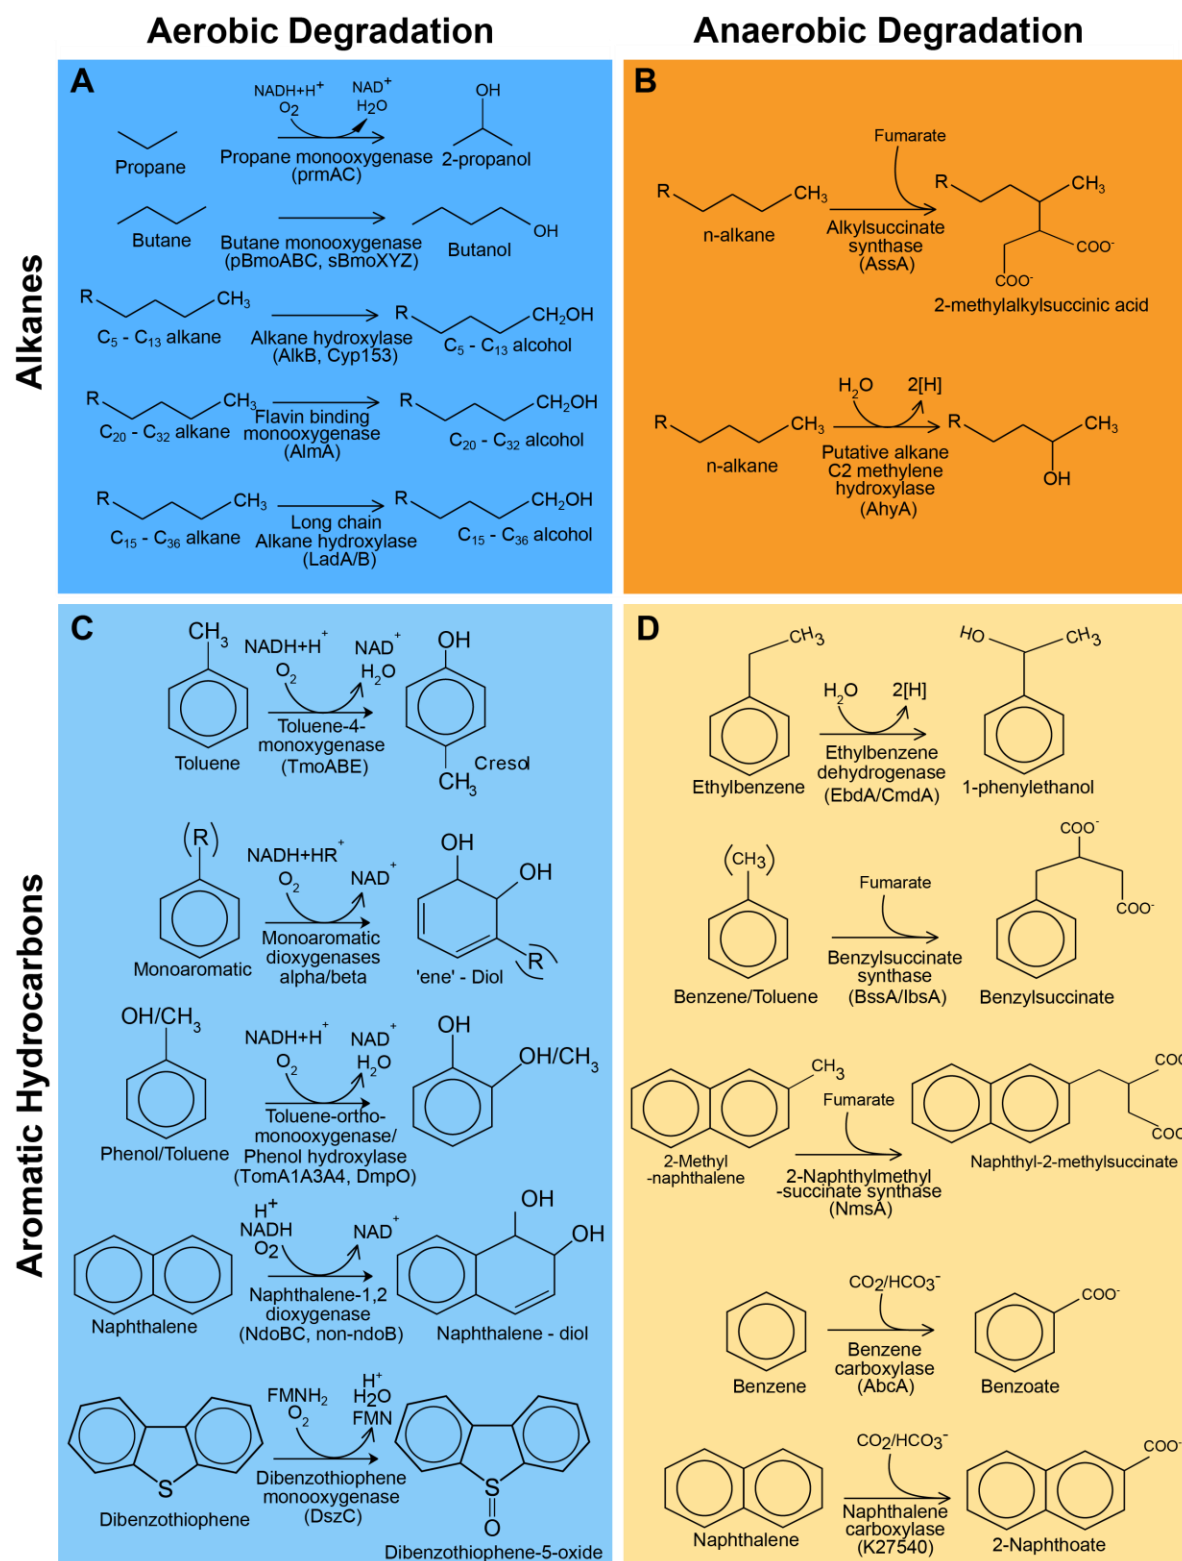 Aerobic Degradation
Anaerobic Degradation
Alkanes
Aromatic Hydrocarbons
A
NADH+H+
O2
NAD+
H2O
OH
Propane
Propane monooxygenase
(prmAC)
2-propanol
Butane
Butane monooxygenase
(pBmoABC, sBmoXYZ)
OH
Butanol
R
CH3
C5 - C13 alkane
Alkane hydroxylase
(AlkB, Cyp153)
R
CH2OH
C5 - C13 alcohol
R
CH3
C20 - C32 alkane
Flavin binding
monooxygenase
(AlmA)
R
CH2OH
C20 - C32 alcohol
R
CH3
C15 - C36 alkane
Long chain
Alkane hydroxylase
(LadA/B)
R
CH2OH
C15 - C36 alcohol
B
R
CH3
n-alkane
Fumarate
Alkylsuccinate
synthase
(AssA)
R
CH3
COO-
COO-
2-methylalkylsuccinic acid
R
CH3
n-alkane
H2O
2[H]
Putative alkane
C2 methylene
hydroxylase
(AhyA)
R
CH3
OH
C
CH3
Toluene
NADH+H+
O2
NAD+
H2O
Toluene-4-
monoxygenase
(TmoABE)
OH
CH3
Cresol
(R)
Monoaromatic
NADH+HR+
O2
NAD+
Monoaromatic
dioxygenases
alpha/beta
OH
OH
(R)
'ene' - Diol
OH/CH3
Phenol/Toluene
NADH+H+
O2
NAD+
H2O
Toluene-ortho-
monooxygenase/
Phenol hydroxylase
(TomA1A3A4, DmpO)
OH
OH/CH3
Naphthalene
H+
NADH
O2
NAD+
Naphthalene-1,2
dioxygenase
(NdoBC, non-ndoB)
OH
OH
Naphthalene - diol
S
Dibenzothiophene
FMNH2
O2
H+
H2O
FMN
Dibenzothiophene
monooxygenase
(DszC)
S
O
Dibenzothiophene-5-oxide
D
CH3
Ethylbenzene
H2O
2[H]
Ethylbenzene
dehydrogenase
(EbdA/CmdA)
HO
CH3
1-phenylethanol
(CH3)
Benzene/Toluene
Fumarate
Benzylsuccinate
synthase
(BssA/IbsA)
COO-
COO-
Benzylsuccinate
CH3
2-Methyl
-naphthalene
Fumarate
2-Naphthylmethyl
-succinate synthase
(NmsA)
COO
COO
Naphthyl-2-methylsuccinate
Benzene
CO2/HCO3-
Benzene
carboxylase
(AbcA)
COO-
Benzoate
Naphthalene
CO2/HCO3-
Naphthalene
carboxylase
(K27540)
COO-
2-Naphthoate